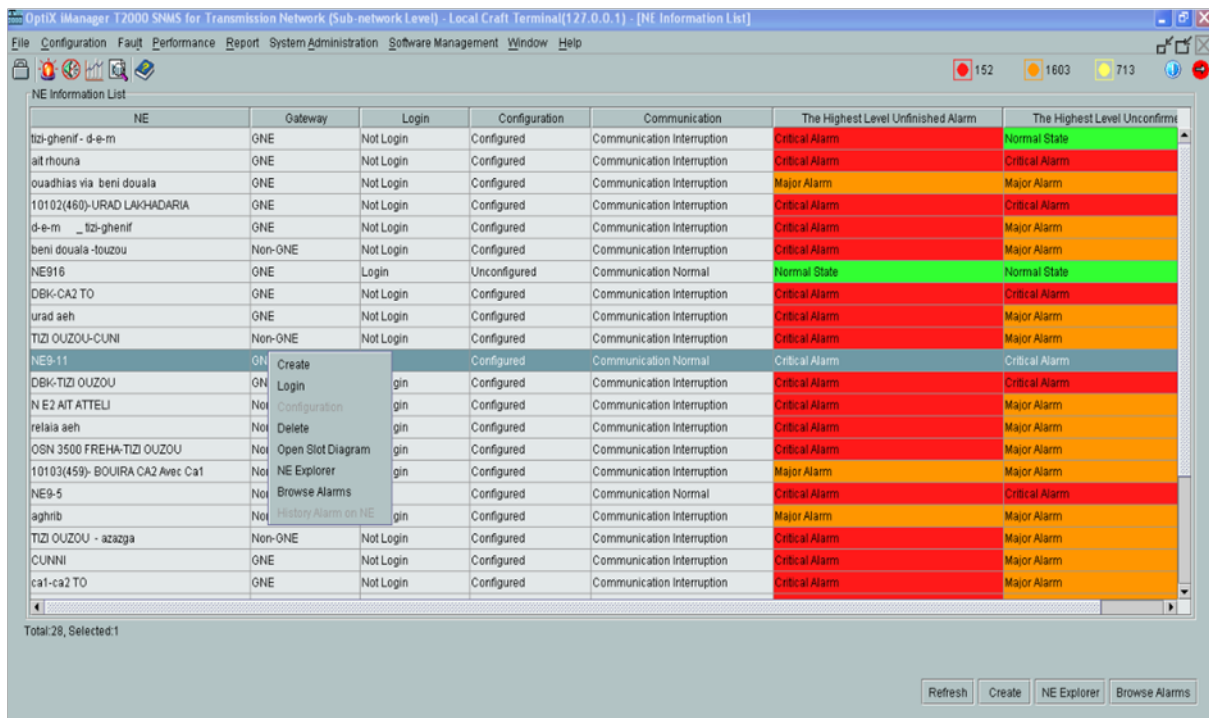 OptiX iManager T2000 SNMS for Transmission Network (Sub-network Level) - Local Craft Terminal(127.0.0.1) - [NE Information List]
File Configuration Fault Performance Report System Administration Software Management Window Help
152 1603 713
NE Information List
NE Gateway Login Configuration Communication The Highest Level Unfinished Alarm The Highest Level Unconfirme
tizi-ghenif - d-e-m GNE Not Login Configured Communication Interruption Critical Alarm Normal State
ait rhouna GNE Not Login Configured Communication Interruption Critical Alarm Critical Alarm
ouadhias via beni douala GNE Not Login Configured Communication Interruption Major Alarm Major Alarm
10102(460)-URAD LAKHADARIA GNE Not Login Configured Communication Interruption Critical Alarm Critical Alarm
d-e-m _ tizi-ghenif GNE Not Login Configured Communication Interruption Critical Alarm Major Alarm
beni douala -touzou Non-GNE Not Login Configured Communication Interruption Critical Alarm Major Alarm
NE916 GNE Login Unconfigured Communication Normal Normal State Normal State
DBK-CA2 TO GNE Not Login Configured Communication Interruption Critical Alarm Critical Alarm
urad aeh GNE Not Login Configured Communication Interruption Critical Alarm Major Alarm
TIZI OUZOU-CUNI Non-GNE Not Login Configured Communication Interruption Critical Alarm Major Alarm
NE9-11 GN Configured Communication Normal Critical Alarm Critical Alarm
Create
DBK-TIZI OUZOU GN gin Configured Communication Interruption Critical Alarm Critical Alarm
Login
N E2 AIT ATTELI No gin Configured Communication Interruption Critical Alarm Major Alarm
Configuration
relaia aeh No gin Configured Communication Interruption Critical Alarm Major Alarm
Delete
OSN 3500 FREHA-TIZI OUZOU No gin Configured Communication Interruption Critical Alarm Major Alarm
Open Slot Diagram
10103(459)- BOUIRA CA2 Avec Ca1 No gin Configured Communication Interruption Major Alarm Major Alarm
NE Explorer
NE9-5 No Configured Communication Normal Critical Alarm Critical Alarm
Browse Alarms
aghrib No gin Configured Communication Interruption Major Alarm Major Alarm
History Alarm on NE
TIZI OUZOU - azazga Non-GNE Not Login Configured Communication Interruption Critical Alarm Major Alarm
CUNNI GNE Not Login Configured Communication Interruption Critical Alarm Major Alarm
ca1-ca2 TO GNE Not Login Configured Communication Interruption Critical Alarm Major Alarm
Total:28, Selected:1
Refresh Create NE Explorer Browse Alarms